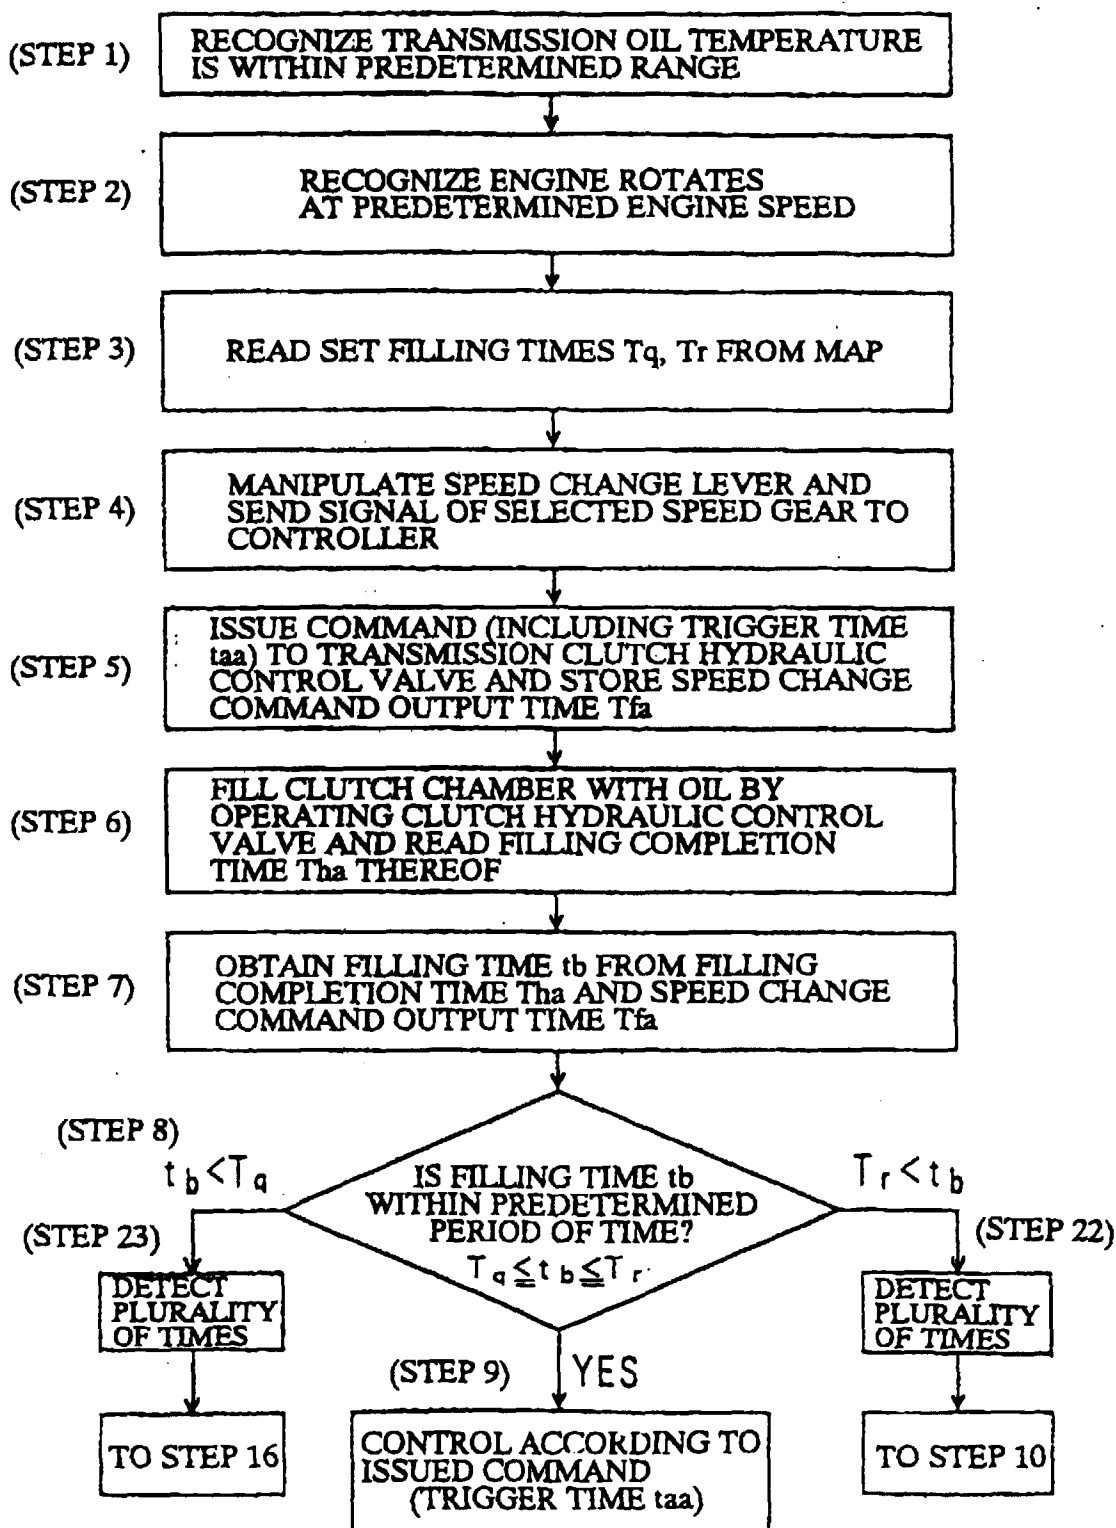 (STEP 1)
RECOGNIZE TRANSMISSION OIL TEMPERATURE
IS WITHIN PREDETERMINED RANGE
(STEP 2)
RECOGNIZE ENGINE ROTATES
AT PREDETERMINED ENGINE SPEED
(STEP 3)
READ SET FILLING TIMES Tq, Tr FROM MAP
(STEP 4)
MANIPULATE SPEED CHANGE LEVER AND
SEND SIGNAL OF SELECTED SPEED GEAR TO
CONTROLLER
(STEP 5)
ISSUE COMMAND (INCLUDING TRIGGER TIME
taa) TO TRANSMISSION CLUTCH HYDRAULIC
CONTROL VALVE AND STORE SPEED CHANGE
COMMAND OUTPUT TIME Tfa
(STEP 6)
FILL CLUTCH CHAMBER WITH OIL BY
OPERATING CLUTCH HYDRAULIC CONTROL
VALVE AND READ FILLING COMPLETION
TIME Tha THEREOF
(STEP 7)
OBTAIN FILLING TIME tb FROM FILLING
COMPLETION TIME Tha AND SPEED CHANGE
COMMAND OUTPUT TIME Tfa
(STEP 8)
IS FILLING TIME tb
WITHIN PREDETERMINED
PERIOD OF TIME?
Tq≦tb≦Tr
tb<Tq
(STEP 23)
DETECT
PLURALITY
OF TIMES
TO STEP 16
(STEP 9)
YES
CONTROL ACCORDING TO
ISSUED COMMAND
(TRIGGER TIME taa)
Tr<tb
(STEP 22)
DETECT
PLURALITY
OF TIMES
TO STEP 10